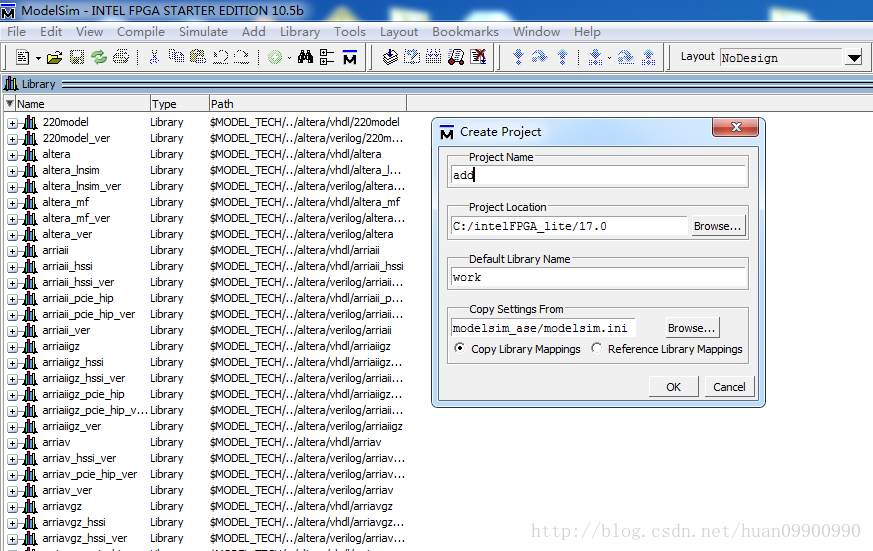 ModelSim - INTEL FPGA STARTER EDITION 10.5b
File Edit View Compile Simulate Add Library Tools Layout Bookmarks Window Help
Layout NoDesign
Library
Name Type Path
220model Library $MODEL_TECH/../altera/vhdl/220model
220model_ver Library $MODEL_TECH/../altera/verilog/220m...
altera Library $MODEL_TECH/../altera/vhdl/altera
altera_lnsim Library $MODEL_TECH/../altera/vhdl/altera_l...
altera_lnsim_ver Library $MODEL_TECH/../altera/verilog/altera...
altera_mf Library $MODEL_TECH/../altera/vhdl/altera_mf
altera_mf_ver Library $MODEL_TECH/../altera/verilog/altera...
altera_ver Library $MODEL_TECH/../altera/verilog/altera
arriaii Library $MODEL_TECH/../altera/vhdl/arriaii
arriaii_hssi Library $MODEL_TECH/../altera/vhdl/arriaii_hssi
arriaii_hssi_ver Library $MODEL_TECH/../altera/verilog/arriaii...
arriaii_pcie_hip Library $MODEL_TECH/../altera/vhdl/arriaii_p...
arriaii_pcie_hip_ver Library $MODEL_TECH/../altera/verilog/arriaii...
arriaii_ver Library $MODEL_TECH/../altera/verilog/arriaii
arriaiigz Library $MODEL_TECH/../altera/vhdl/arriaiigz
arriaiigz_hssi Library $MODEL_TECH/../altera/vhdl/arriaiigz...
arriaiigz_hssi_ver Library $MODEL_TECH/../altera/verilog/arriaii...
arriaiigz_pcie_hip Library $MODEL_TECH/../altera/vhdl/arriaiigz...
arriaiigz_pcie_hip_v... Library $MODEL_TECH/../altera/verilog/arriaii...
arriaiigz_ver Library $MODEL_TECH/../altera/verilog/arriaiigz
arriav Library $MODEL_TECH/../altera/vhdl/arriav
arriav_hssi_ver Library $MODEL_TECH/../altera/verilog/arriav...
arriav_pcie_hip_ver Library $MODEL_TECH/../altera/verilog/arriav...
arriav_ver Library $MODEL_TECH/../altera/verilog/arriav
arriavgz Library $MODEL_TECH/../altera/vhdl/arriavgz
arriavgz_hssi Library $MODEL_TECH/../altera/vhdl/arriavgz...
arriavgz_hssi_ver Library $MODEL_TECH/../altera/verilog/arriav...
Create Project
Project Name
add
Project Location
C:/intelFPGA_lite/17.0 Browse...
Default Library Name
work
Copy Settings From
modelsim_ase/modelsim.ini Browse...
Copy Library Mappings Reference Library Mappings
OK Cancel
http://blog.csdn.net/huan09900990